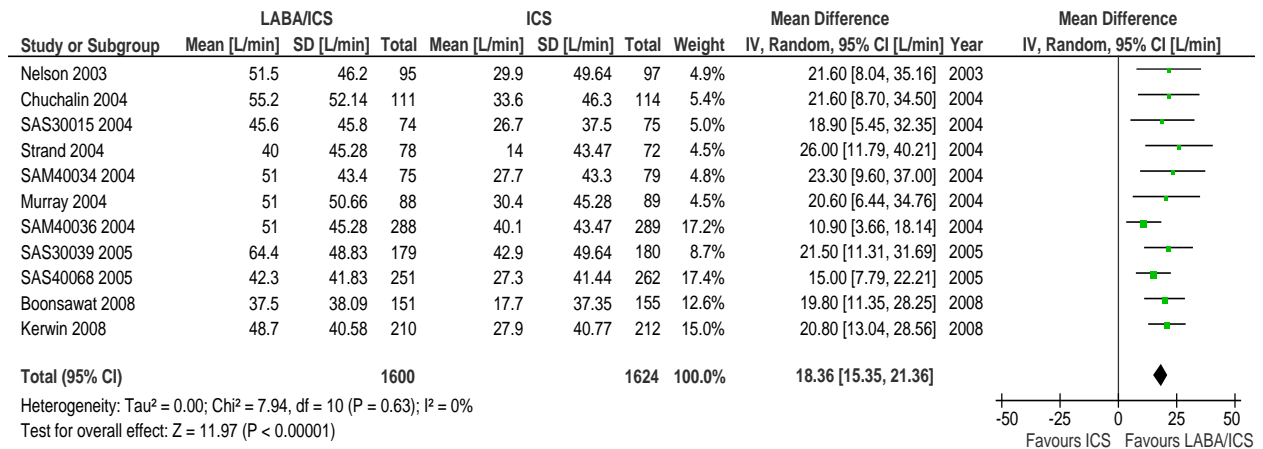 LABA/ICS ICS Mean Difference Mean Difference
Study or Subgroup Mean [L/min] SD [L/min] Total Mean [L/min] SD [L/min] Total Weight IV, Random, 95% CI [L/min] Year IV, Random, 95% CI [L/min]
Nelson 2003 51.5 46.2 95 29.9 49.64 97 4.9% 21.60 [8.04, 35.16] 2003
Chuchalin 2004 55.2 52.14 111 33.6 46.3 114 5.4% 21.60 [8.70, 34.50] 2004
SAS30015 2004 45.6 45.8 74 26.7 37.5 75 5.0% 18.90 [5.45, 32.35] 2004
Strand 2004 40 45.28 78 14 43.47 72 4.5% 26.00 [11.79, 40.21] 2004
SAM40034 2004 51 43.4 75 27.7 43.3 79 4.8% 23.30 [9.60, 37.00] 2004
Murray 2004 51 50.66 88 30.4 45.28 89 4.5% 20.60 [6.44, 34.76] 2004
SAM40036 2004 51 45.28 288 40.1 43.47 289 17.2% 10.90 [3.66, 18.14] 2004
SAS30039 2005 64.4 48.83 179 42.9 49.64 180 8.7% 21.50 [11.31, 31.69] 2005
SAS40068 2005 42.3 41.83 251 27.3 41.44 262 17.4% 15.00 [7.79, 22.21] 2005
Boonsawat 2008 37.5 38.09 151 17.7 37.35 155 12.6% 19.80 [11.35, 28.25] 2008
Kerwin 2008 48.7 40.58 210 27.9 40.77 212 15.0% 20.80 [13.04, 28.56] 2008
Total (95% CI) 1600 1624 100.0% 18.36 [15.35, 21.36]
Heterogeneity: Tau² = 0.00; Chi² = 7.94, df = 10 (P = 0.63); I² = 0%
Test for overall effect: Z = 11.97 (P < 0.00001)
-50 -25 0 25 50
Favours ICS Favours LABA/ICS